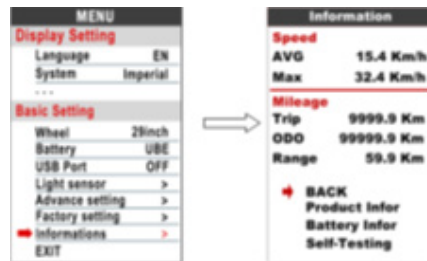 MENU
Display Setting
Language EN
System Imperial
...
Basic Setting
Wheel 29inch
Battery UBE
USB Port OFF
Light sensor >
Advance setting >
Factory setting >
Informations >
EXIT
Information
Speed
AVG 15.4 Km/h
Max 32.4 Km/h
Mileage
Trip 9999.9 Km
ODO 99999.9 Km
Range 59.9 Km
BACK
Product Infor
Battery Infor
Self-Testing